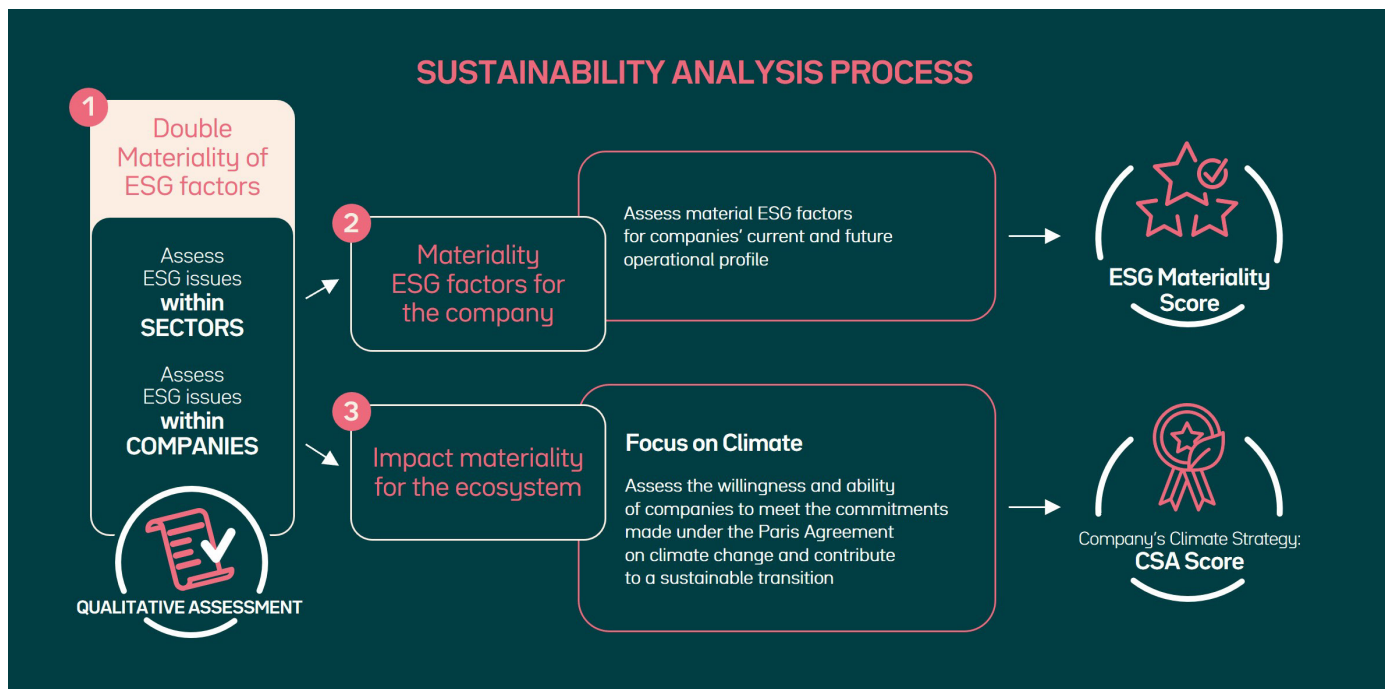 SUSTAINABILITY ANALYSIS PROCESS
1
Double
Materiality of
ESG factors
Assess
ESG issues
within
SECTORS
Assess
ESG issues
within
COMPANIES
QUALITATIVE ASSESSMENT
2
Materiality
ESG factors for
the company
Assess material ESG factors
for companies' current and future
operational profile
ESG Materiality
Score
3
Impact materiality
for the ecosystem
Focus on Climate
Assess the willingness and ability
of companies to meet the commitments
made under the Paris Agreement
on climate change and contribute
to a sustainable transition
Company's Climate Strategy:
CSA Score